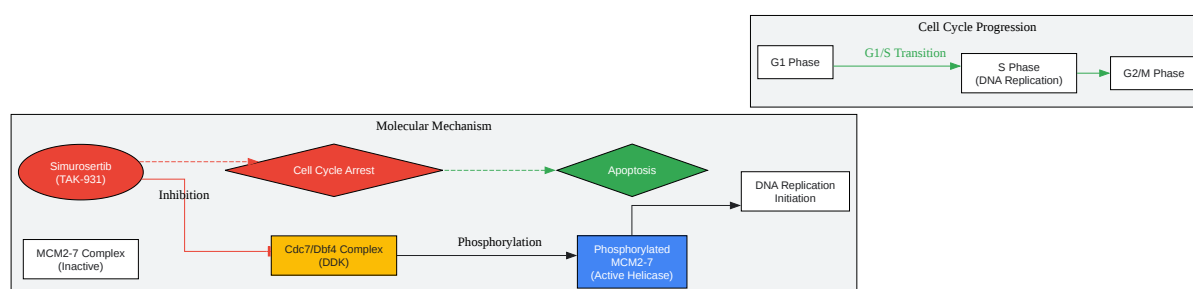 Cell Cycle Progression
G1 Phase
G1/S Transition
S Phase
(DNA Replication)
G2/M Phase
Molecular Mechanism
Simurosertib
(TAK-931)
Cell Cycle Arrest
Apoptosis
DNA Replication
Initiation
Inhibition
MCM2-7 Complex
(Inactive)
Cdc7/Dbf4 Complex
(DDK)
Phosphorylation
Phosphorylated
MCM2-7
(Active Helicase)